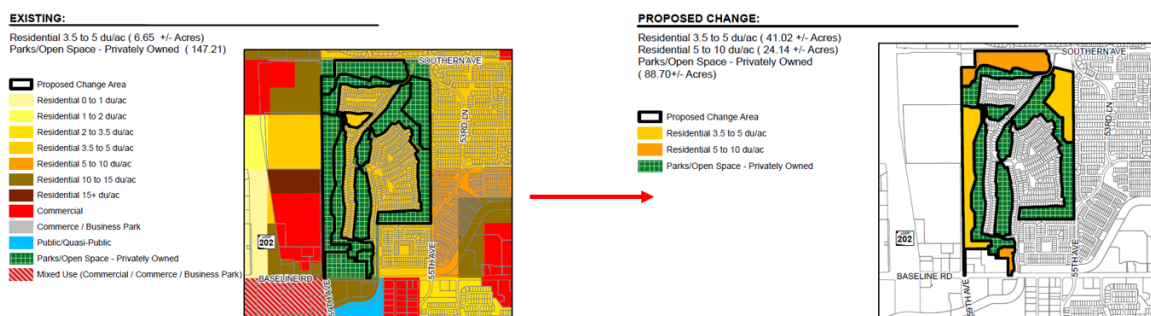 EXISTING:
Residential 3.5 to 5 du/ac ( 6.65 +/- Acres)
Parks/Open Space - Privately Owned ( 147.21)
Proposed Change Area
Residential 0 to 1 du/ac
Residential 1 to 2 du/ac
Residential 2 to 3.5 du/ac
Residential 3.5 to 5 du/ac
Residential 5 to 10 du/ac
Residential 10 to 15 du/ac
Residential 15+ du/ac
Commercial
Commerce / Business Park
Public/Quasi-Public
Parks/Open Space - Privately Owned
Mixed Use (Commercial / Commerce / Business Park)
SOUTHERN AVE
53RD LN
LOOP
202
BASELINE RD
59TH AVE
55TH AVE
PROPOSED CHANGE:
Residential 3.5 to 5 du/ac ( 41.02 +/- Acres)
Residential 5 to 10 du/ac ( 24.14 +/- Acres)
Parks/Open Space - Privately Owned
( 88.70+/- Acres)
Proposed Change Area
Residential 3.5 to 5 du/ac
Residential 5 to 10 du/ac
Parks/Open Space - Privately Owned
SOUTHERN AVE
53RD LN
LOOP
202
BASELINE RD
59TH AVE
55TH AVE